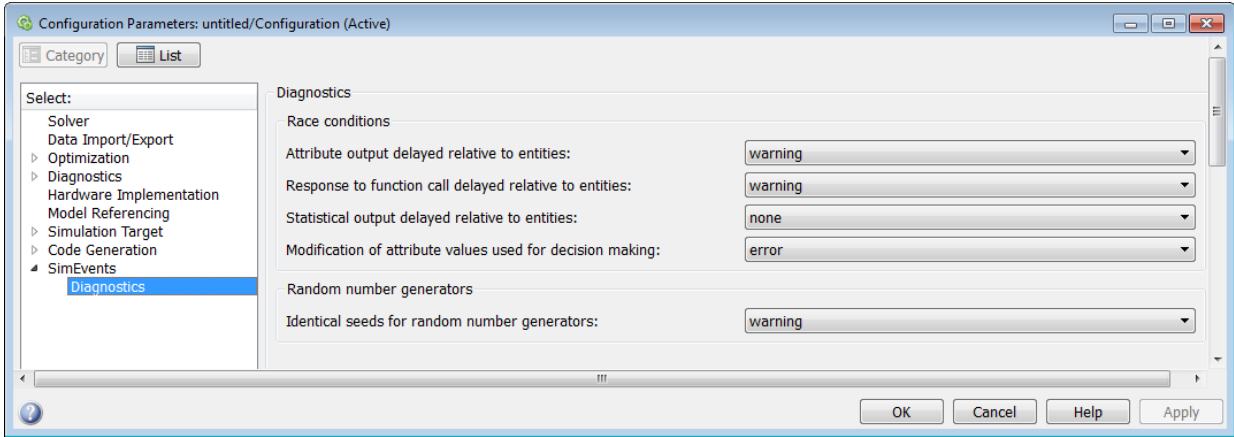 Configuration Parameters: untitled/Configuration (Active)
Category List
Select:
Solver
Data Import/Export
Optimization
Diagnostics
Hardware Implementation
Model Referencing
Simulation Target
Code Generation
SimEvents
Diagnostics
Diagnostics
Race conditions
Attribute output delayed relative to entities: warning
Response to function call delayed relative to entities: warning
Statistical output delayed relative to entities: none
Modification of attribute values used for decision making: error
Random number generators
Identical seeds for random number generators: warning
OK Cancel Help Apply